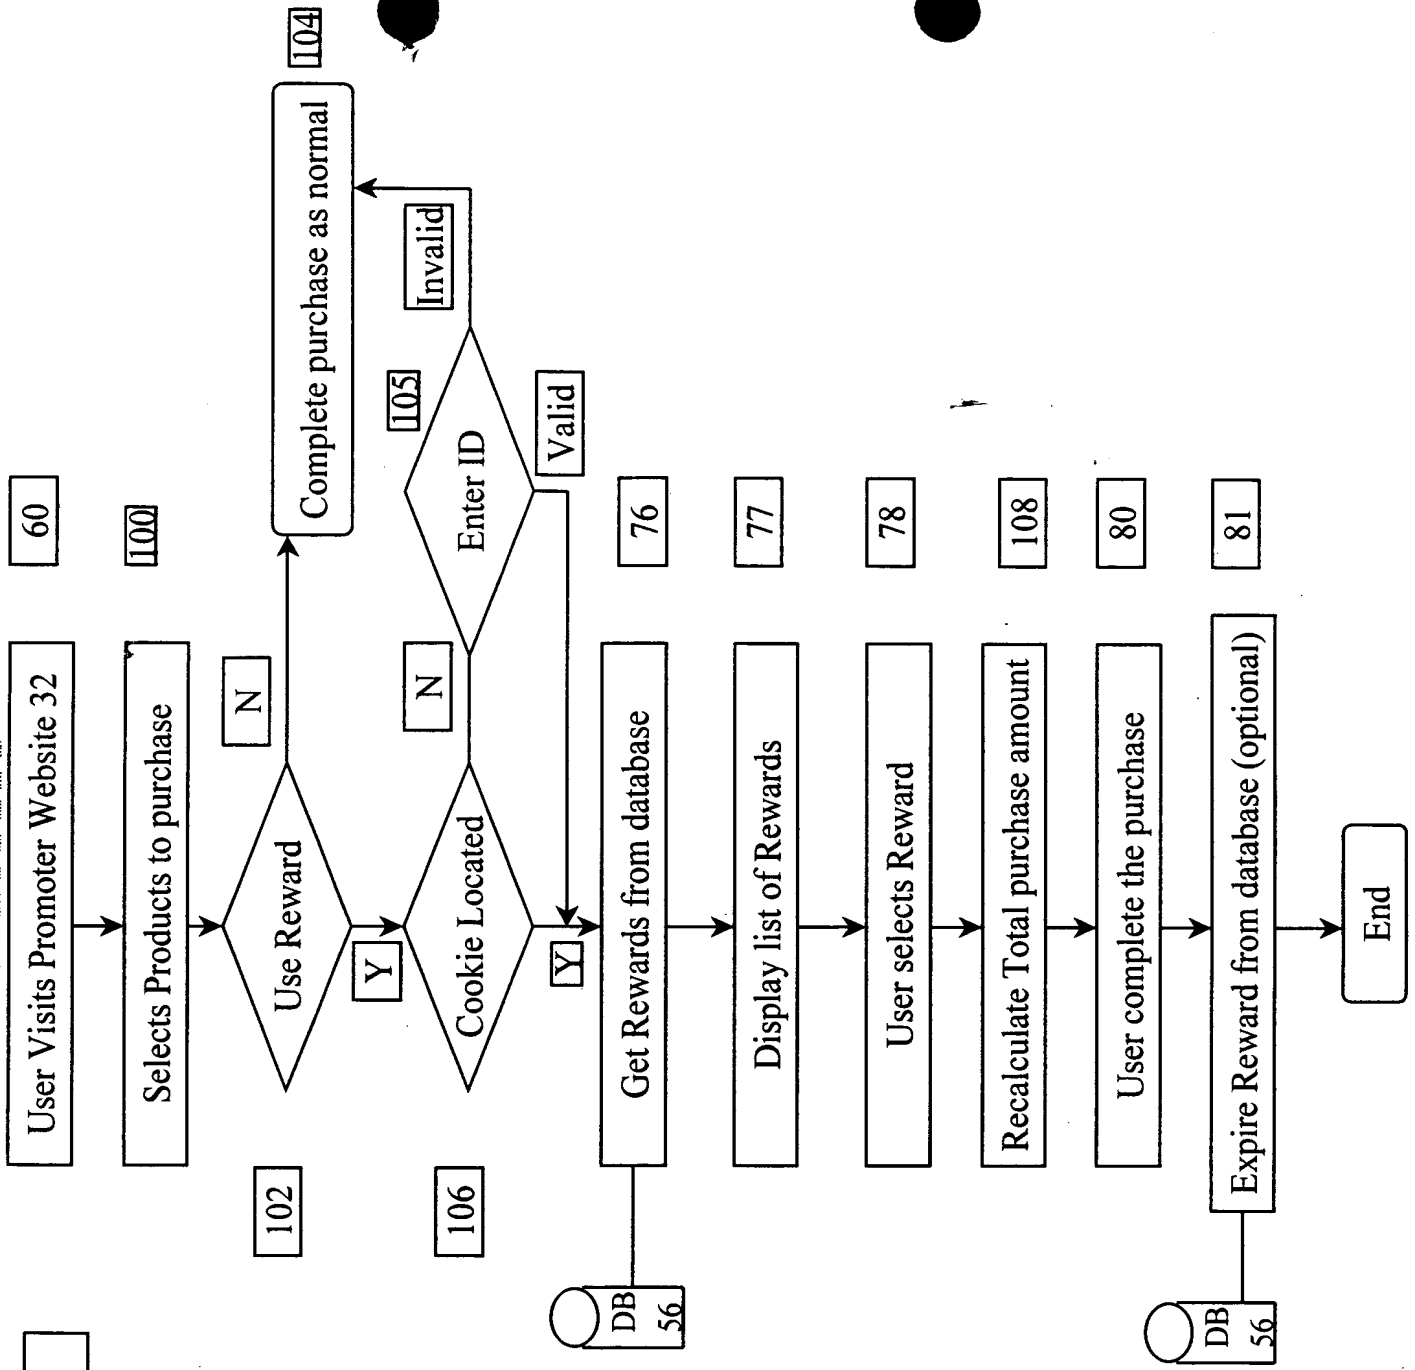 User Visits Promoter Website 32
60
Selects Products to purchase
100
102
Use Reward
N
Complete purchase as normal
104
Y
106
Cookie Located
N
Enter ID
105
Invalid
Valid
Y
DB
56
Get Rewards from database
76
Display list of Rewards
77
User selects Reward
78
Recalculate Total purchase amount
108
User complete the purchase
80
DB
56
Expire Reward from database (optional)
81
End